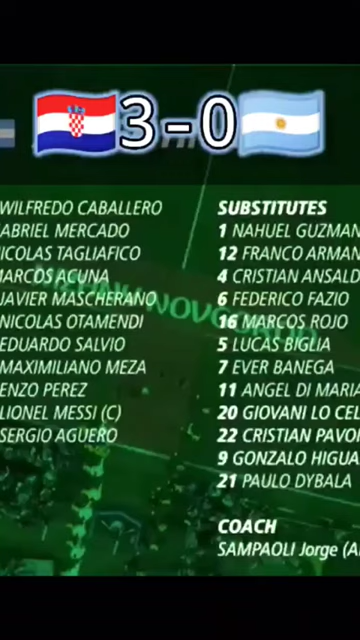 3-0
WILFREDO CABALLERO
ABRIEL MERCADO
ICOLAS TAGLIAFICO
MARCOS ACUNA
JAVIER MASCHERANO
NICOLAS OTAMENDI
EDUARDO SALVIO
MAXIMILIANO MEZA
ENZO PEREZ
LIONEL MESSI (C)
SERGIO AGUERO
SUBSTITUTES
1 NAHUEL GUZMAN
12 FRANCO ARMAN
4 CRISTIAN ANSALD
6 FEDERICO FAZIO
16 MARCOS ROJO
5 LUCAS BIGLIA
7 EVER BANEGA
11 ANGEL DI MARIA
20 GIOVANI LO CEL
22 CRISTIAN PAVO
9 GONZALO HIGUA
21 PAULO DYBALA
COACH
SAMPAOLI Jorge (A